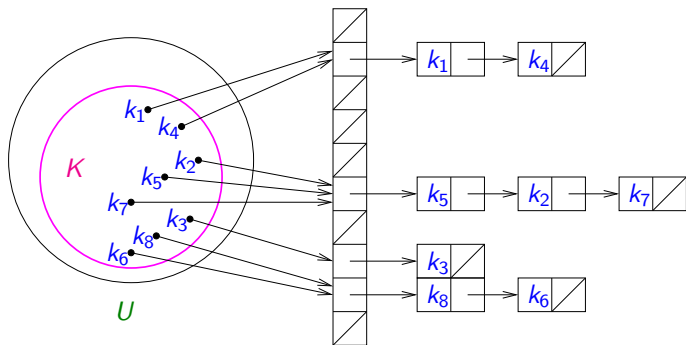 k₁
k₄
k₂
K
k₅
k₇
k₃
k₈
k₆
U
k₁ k₄
k₅ k₂ k₇
k₃
k₈ k₆